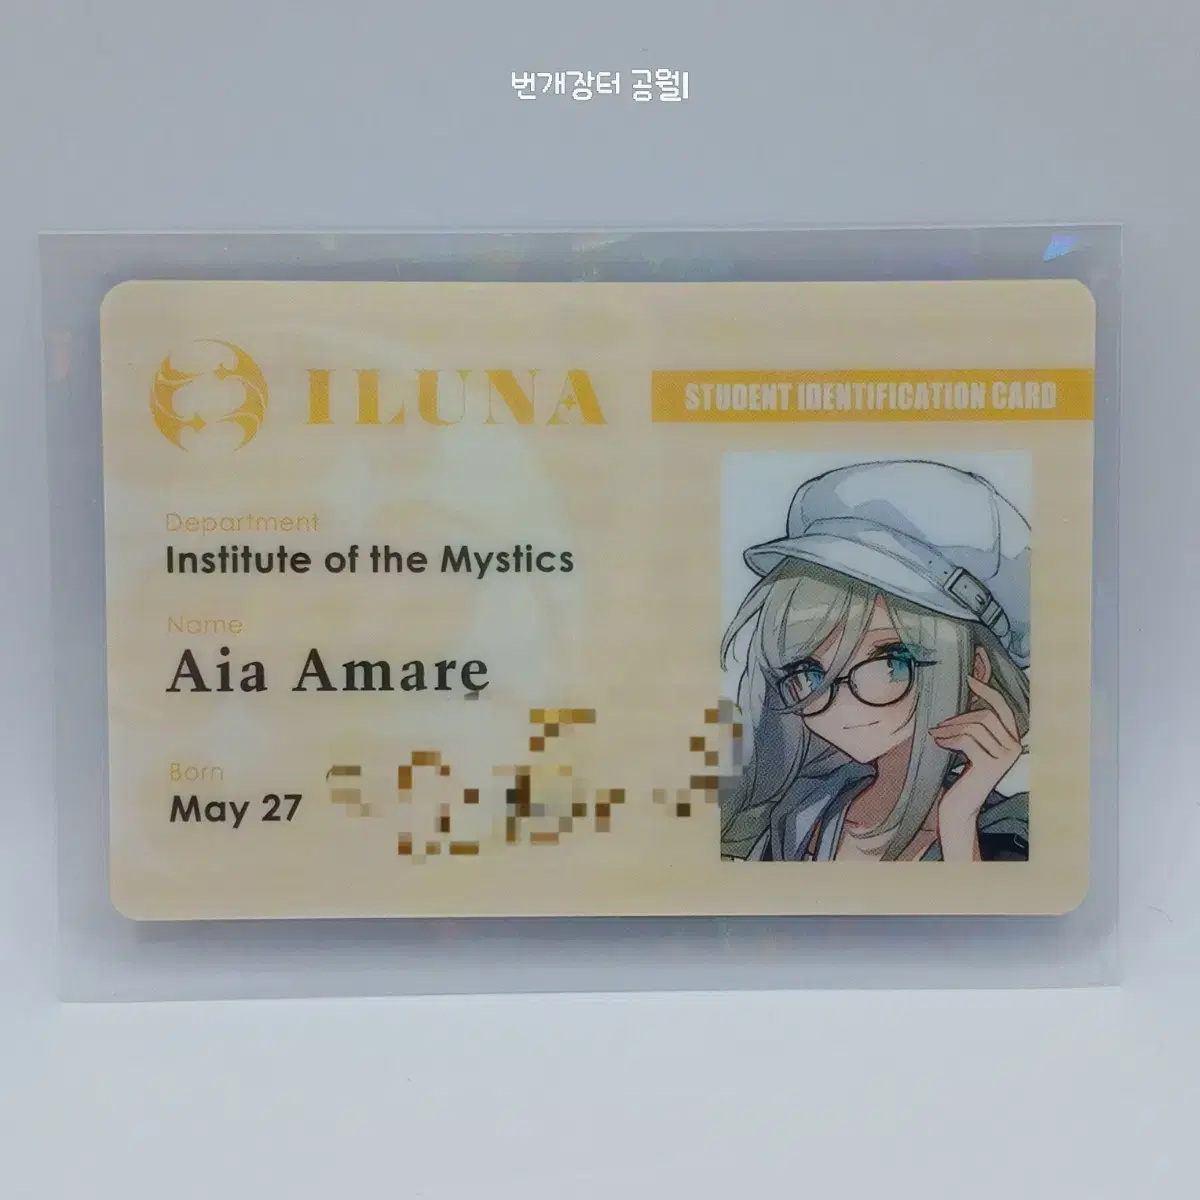 번개장터 공월l
ILUNA
STUDENT IDENTIFICATION CARD
Department
Institute of the Mystics
Name
Aia Amare
Born
May 27